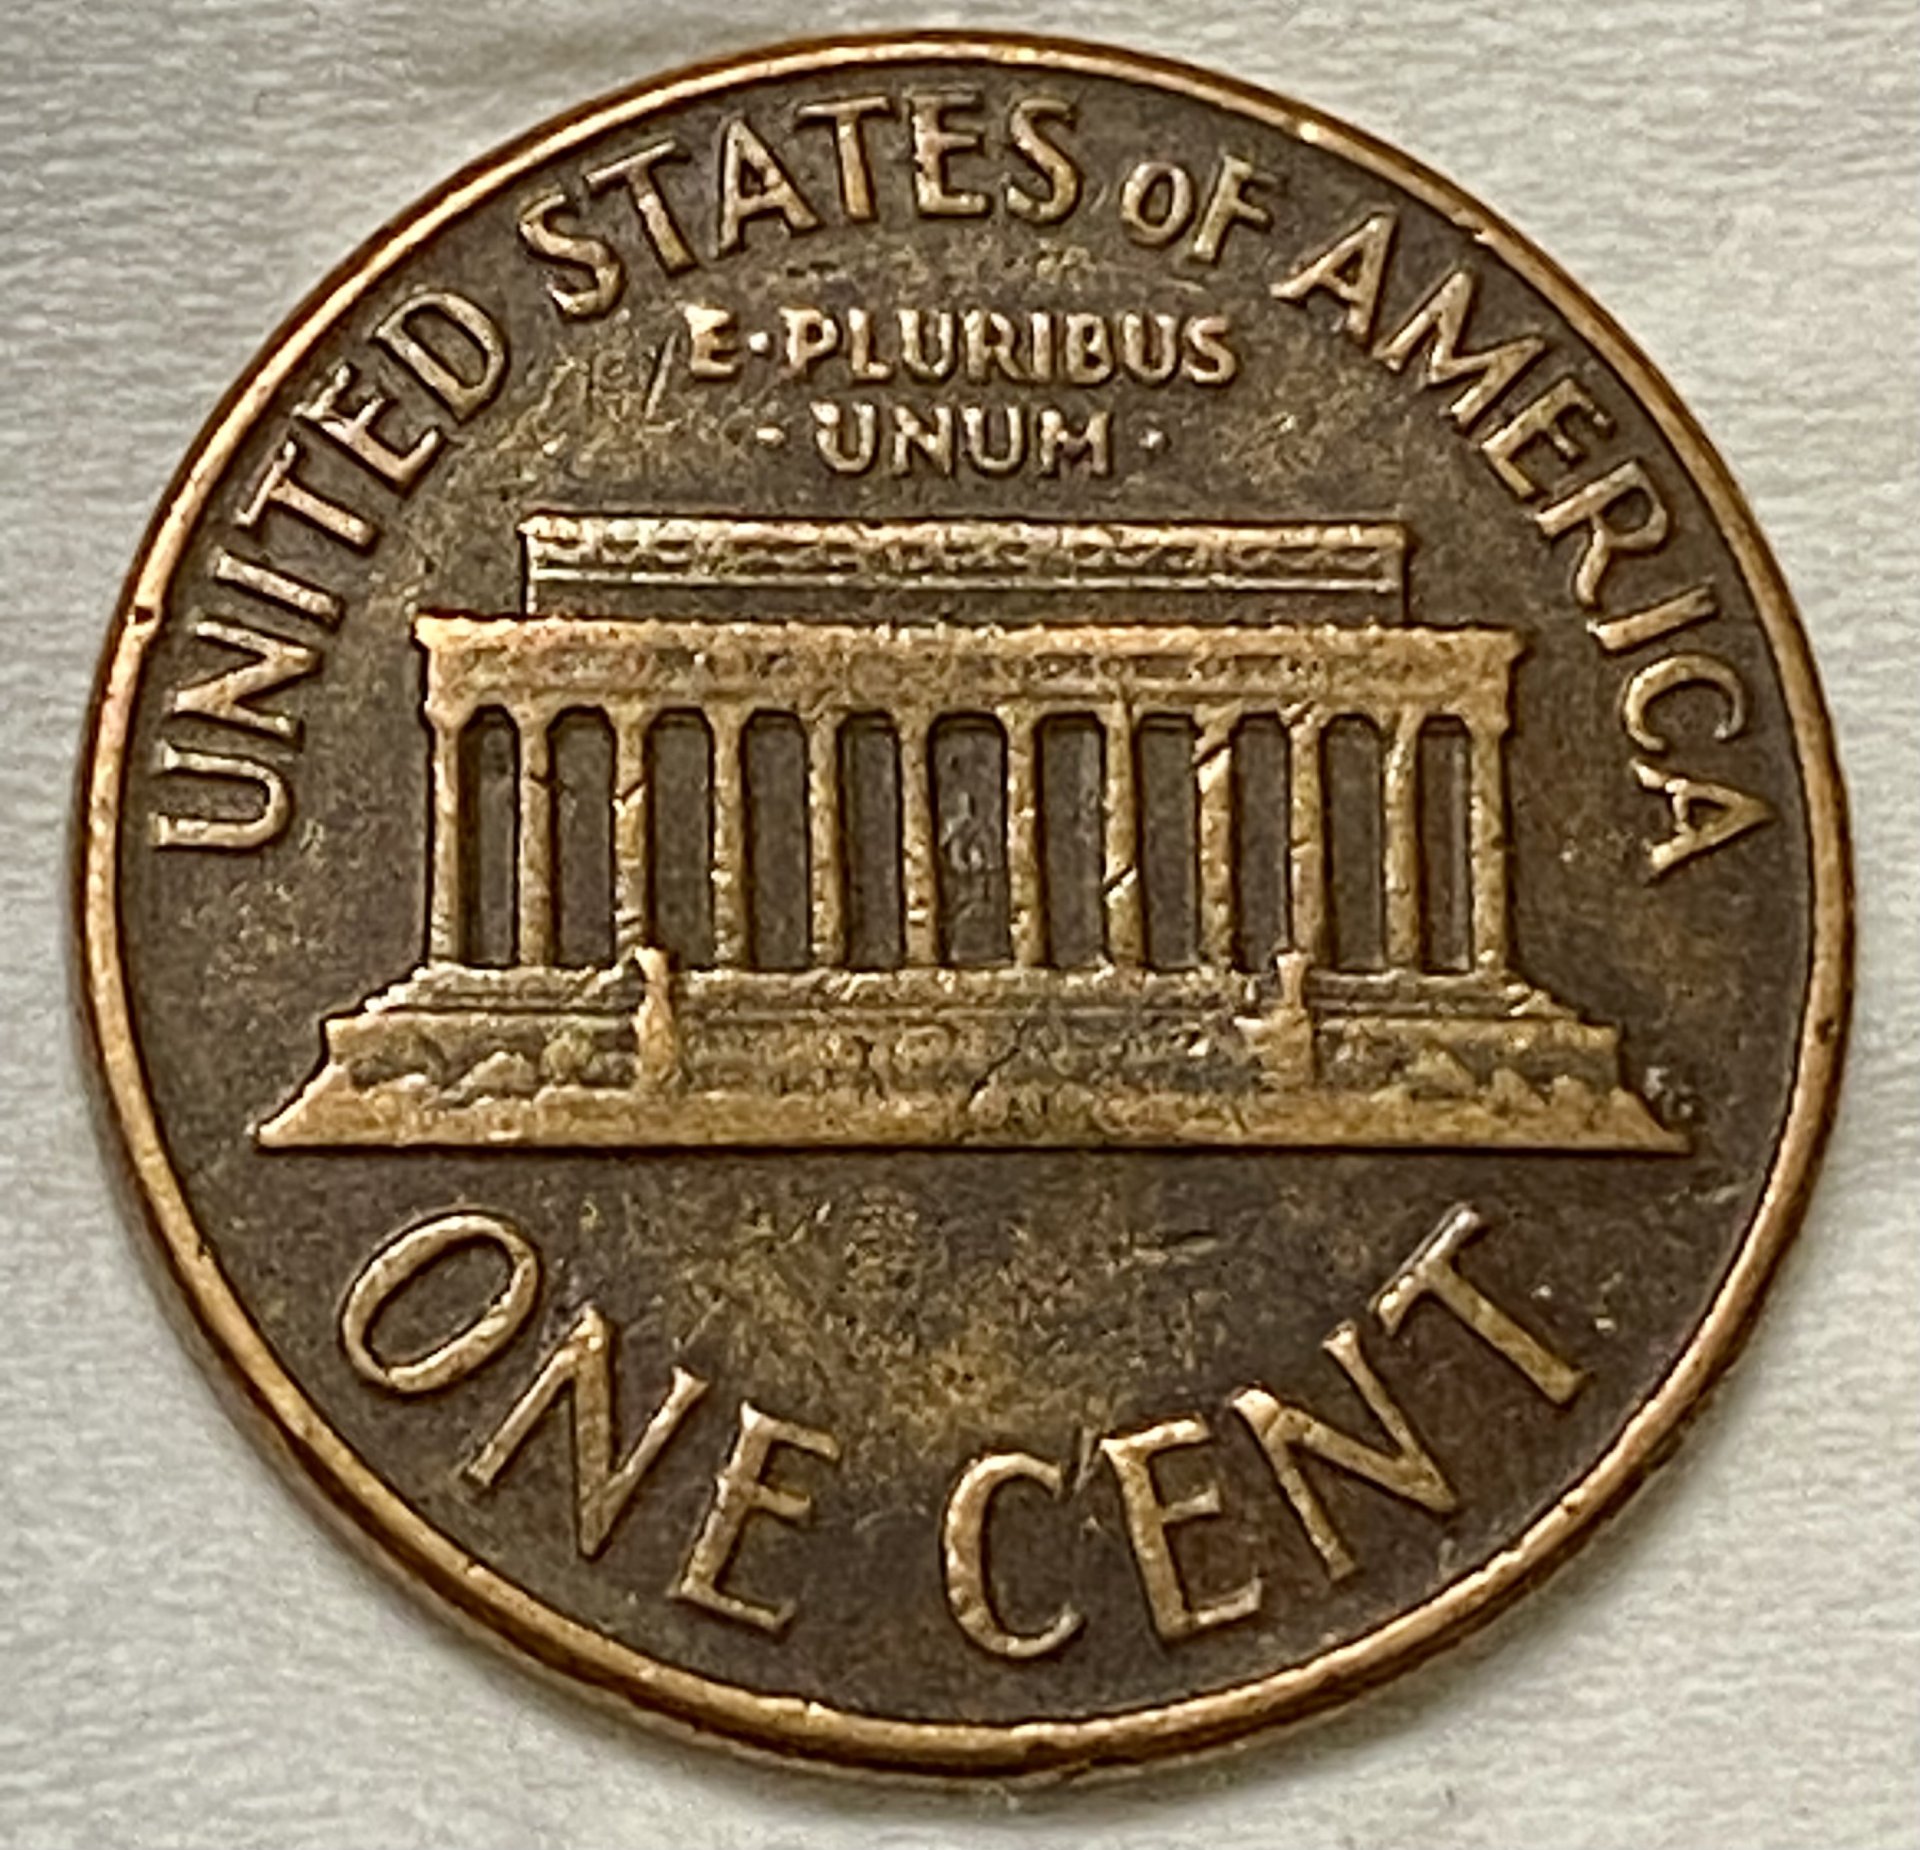 UNITED STATES OF AMERICA
E·PLURIBUS
·UNUM·
ONE CENT